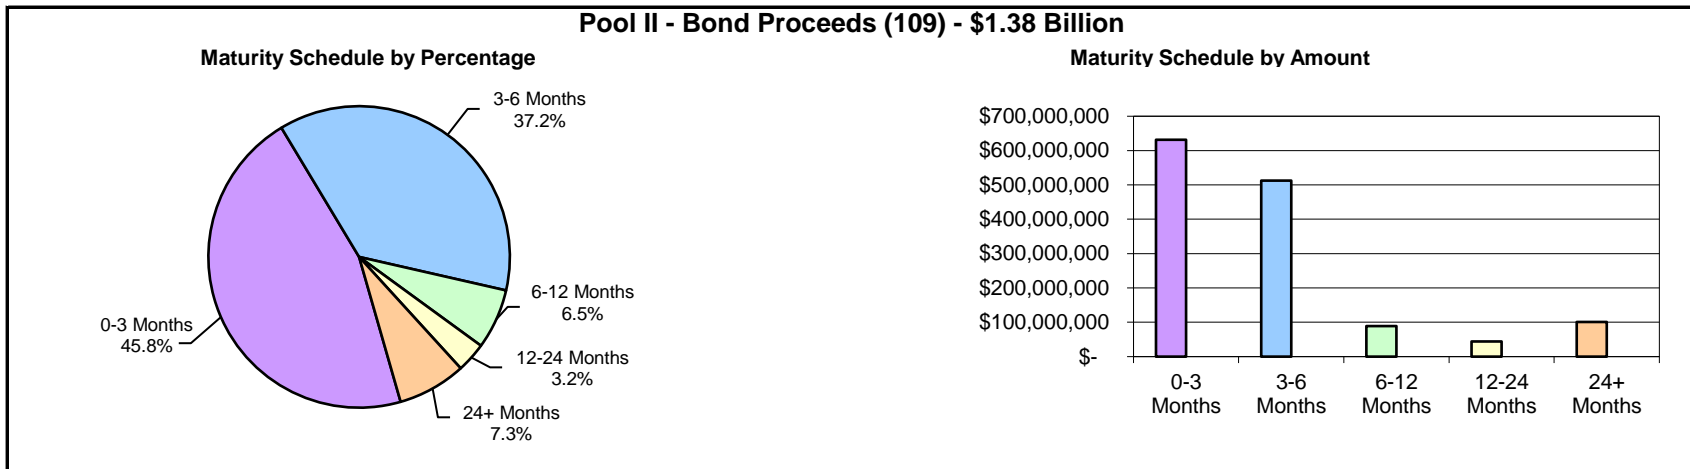 Pool II - Bond Proceeds (109) - $1.38 Billion
Maturity Schedule by Percentage
3-6 Months
37.2%
6-12 Months
6.5%
0-3 Months
45.8%
12-24 Months
3.2%
24+ Months
7.3%
Maturity Schedule by Amount
$700,000,000
$600,000,000
$500,000,000
$400,000,000
$300,000,000
$200,000,000
$100,000,000
$-
0-3
Months
3-6
Months
6-12
Months
12-24
Months
24+
Months